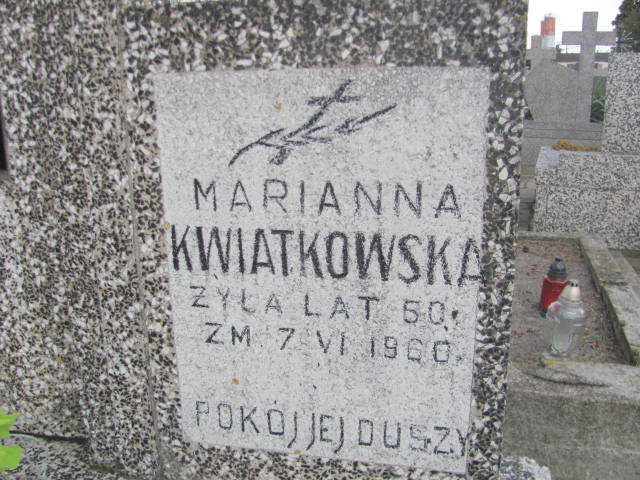 MARIANNA
KWIATKOWSKA
ŻYŁA LAT 60.
ZM 7 VI 1960.
POKÓJ JEJ DUSZY